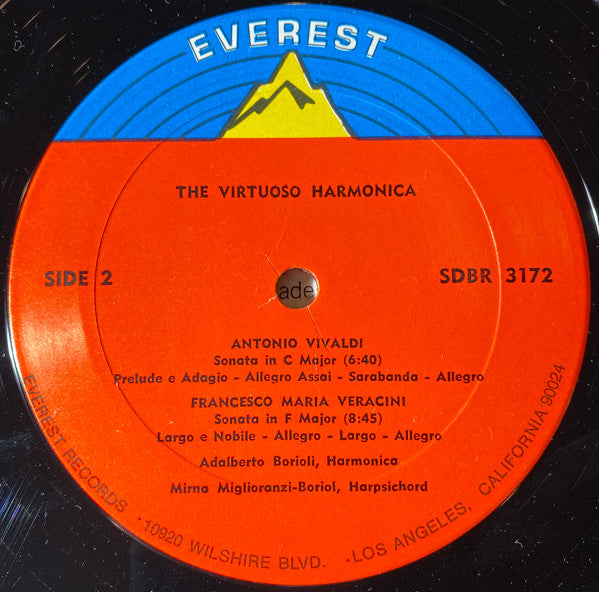 EVEREST
THE VIRTUOSO HARMONICA
SIDE 2
SDBR 3172
ade
ANTONIO VIVALDI
Sonata in C Major (6:40)
Prelude e Adagio - Allegro Assai - Sarabanda - Allegro
FRANCESCO MARIA VERACINI
Sonata in F Major (8:45)
Largo e Nobile - Allegro - Largo - Allegro
Adalberto Borioli, Harmonica
Mirna Miglioranzi-Boriol, Harpsichord
EVEREST RECORDS · 10920 WILSHIRE BLVD. · LOS ANGELES, CALIFORNIA 90024